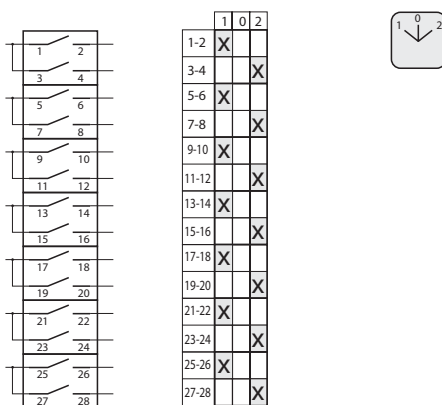 1 0 2
1 2
3 4
5 6
7 8
9 10
11 12
13 14
15 16
17 18
19 20
21 22
23 24
25 26
27 28
1 0 2
1-2 X
3-4 X
5-6 X
7-8 X
9-10 X
11-12 X
13-14 X
15-16 X
17-18 X
19-20 X
21-22 X
23-24 X
25-26 X
27-28 X